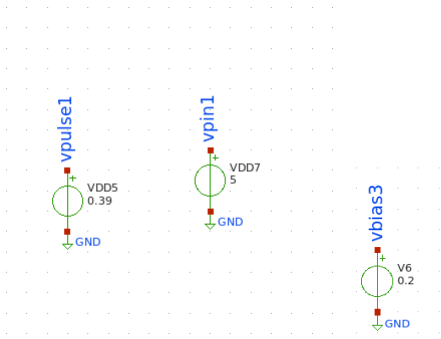 vpulse1
VDD5
0.39
GND
vpin1
VDD7
5
GND
vbias3
V6
0.2
GND